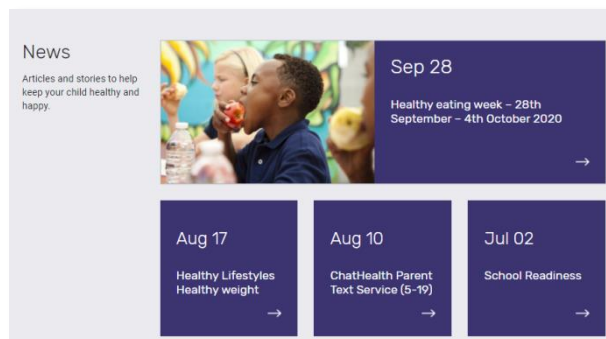 News
Articles and stories to help
keep your child healthy and
happy.
Sep 28
Healthy eating week – 28th
September – 4th October 2020
Aug 17
Healthy Lifestyles
Healthy weight
Aug 10
ChatHealth Parent
Text Service (5-19)
Jul 02
School Readiness